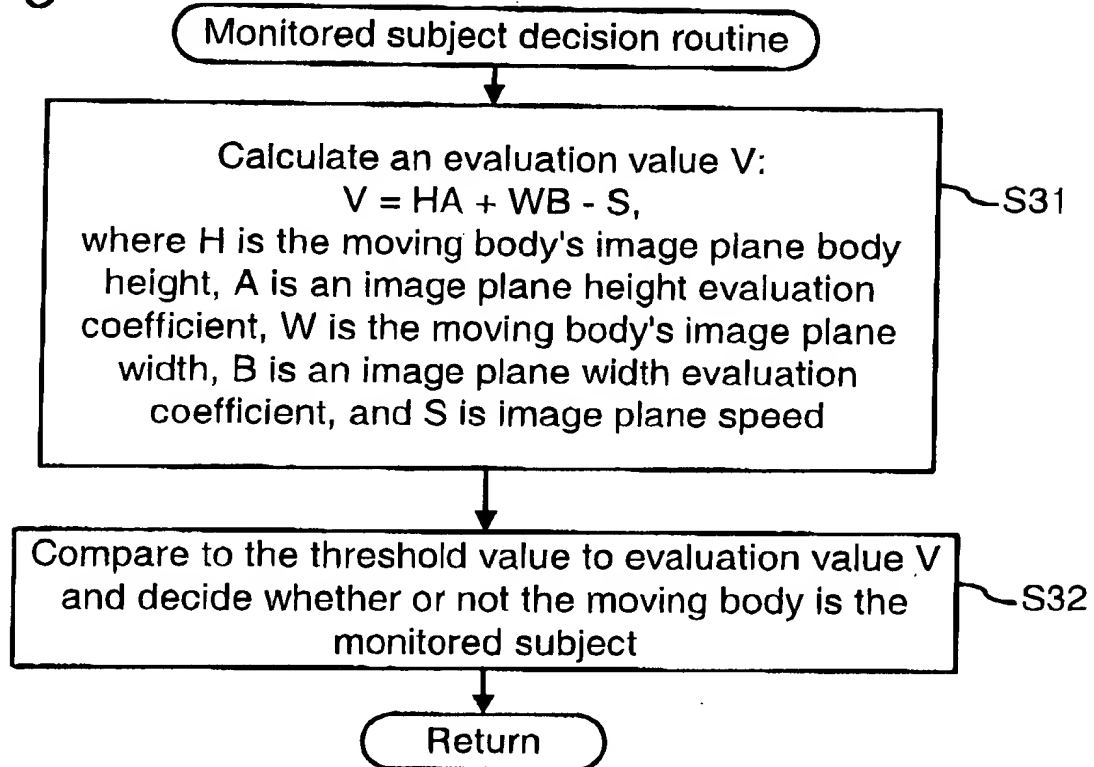 Monitored subject decision routine
Calculate an evaluation value V:
V = HA + WB - S,
where H is the moving body's image plane body
height, A is an image plane height evaluation
coefficient, W is the moving body's image plane
width, B is an image plane width evaluation
coefficient, and S is image plane speed
S31
Compare to the threshold value to evaluation value V
and decide whether or not the moving body is the
monitored subject
S32
Return